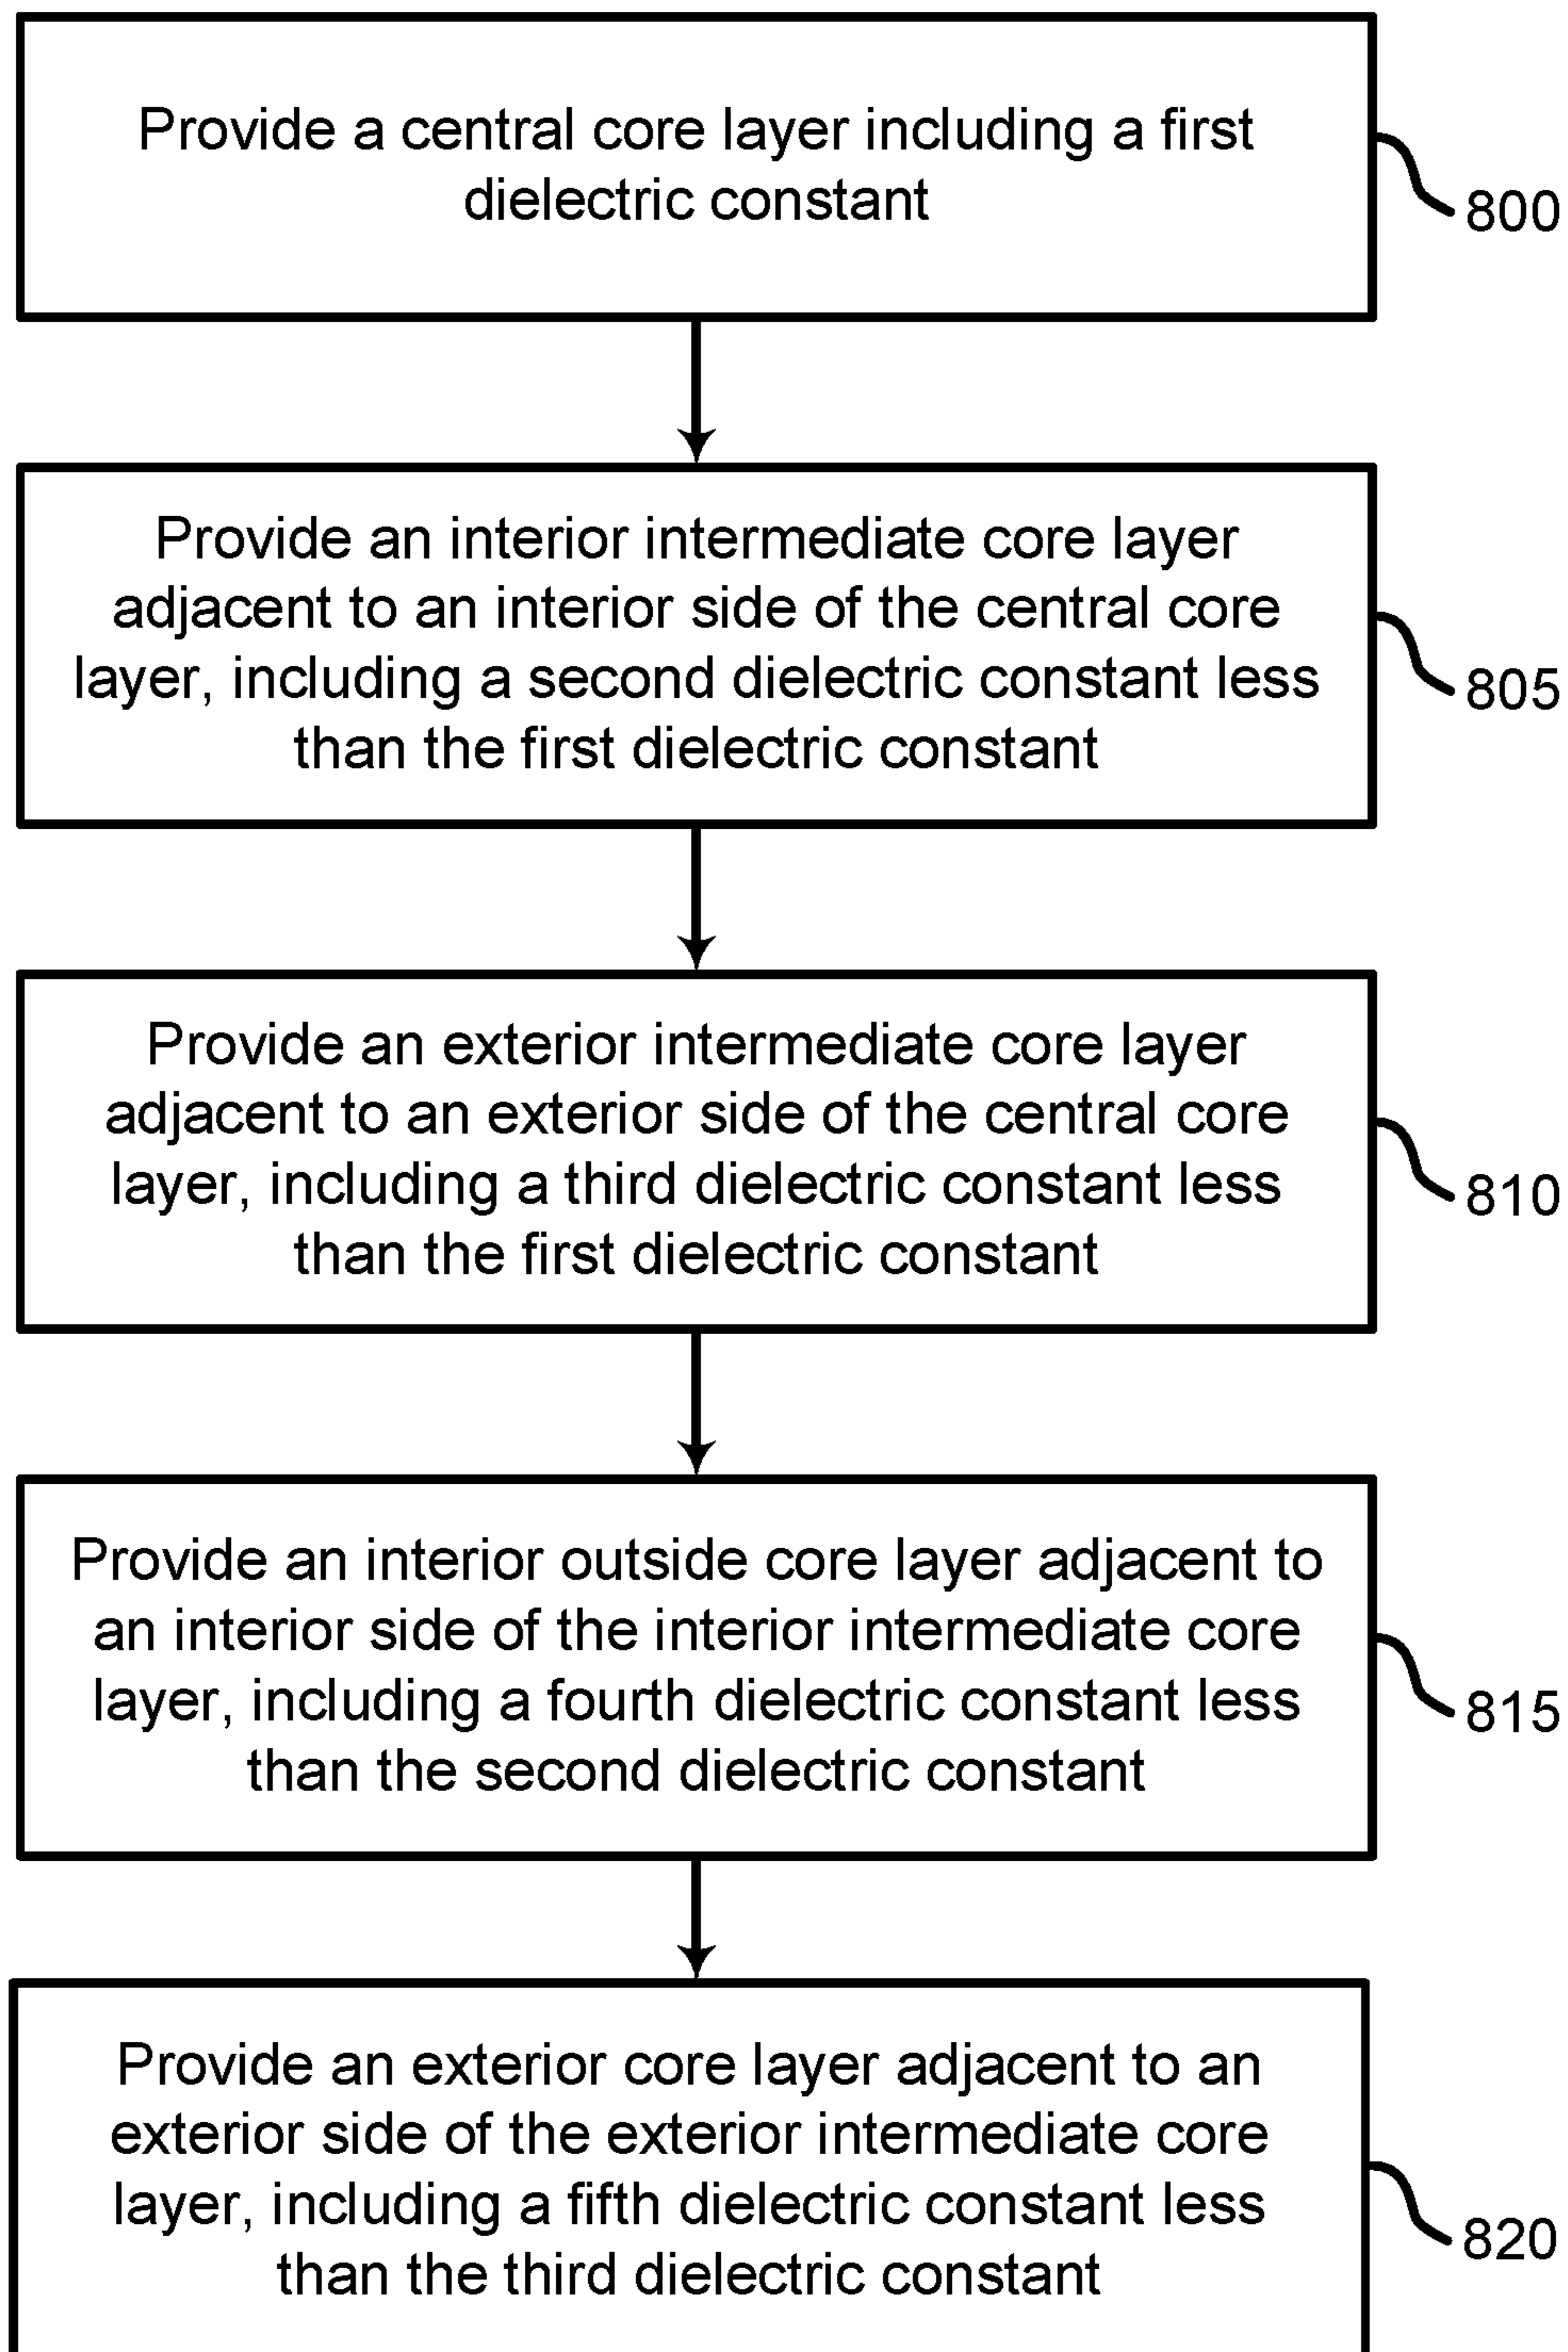 Provide a central core layer including a first
dielectric constant
800
Provide an interior intermediate core layer
adjacent to an interior side of the central core
layer, including a second dielectric constant less
than the first dielectric constant
805
Provide an exterior intermediate core layer
adjacent to an exterior side of the central core
layer, including a third dielectric constant less
than the first dielectric constant
810
Provide an interior outside core layer adjacent to
an interior side of the interior intermediate core
layer, including a fourth dielectric constant less
than the second dielectric constant
815
Provide an exterior core layer adjacent to an
exterior side of the exterior intermediate core
layer, including a fifth dielectric constant less
than the third dielectric constant
820